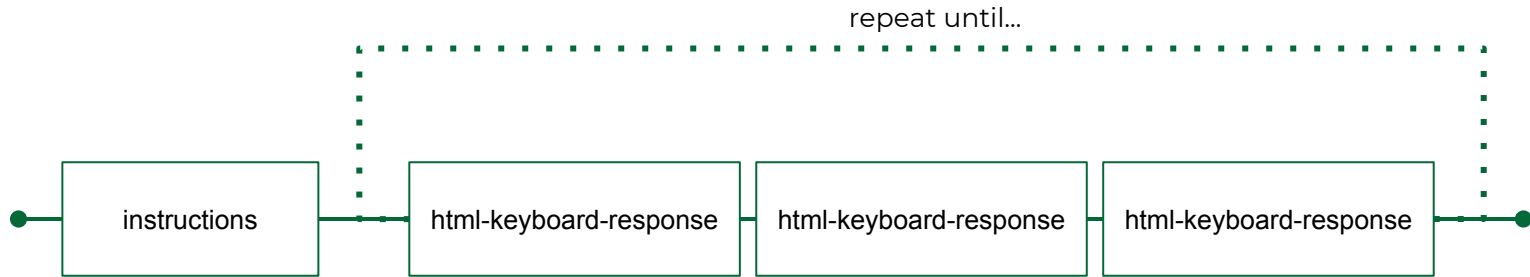 repeat until...
instructions
html-keyboard-response
html-keyboard-response
html-keyboard-response